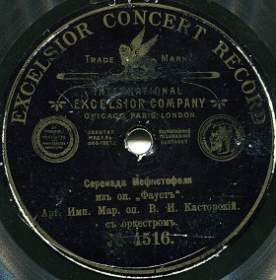 EXCELSIOR CONCERT RECORD
TRADE MARK
INTERNATIONAL
EXCELSIOR COMPANY
CHICAGO, PARIS, LONDON.
Серенада Мефистофеля
изъ оп. „Фаустъ“
Арт. Имп. Мар. оп. В. И. Касторскій
съ оркестромъ
№ 1516.